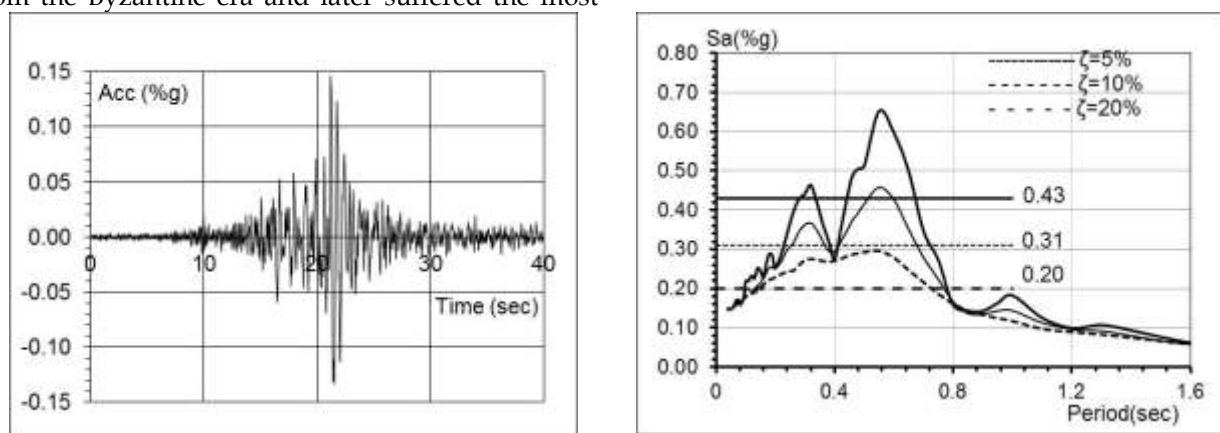 om the Byzantine era and later suffered the most
0.15
Acc (%g)
0.10
0.05
0.00
0 10 20 30 40
-0.05
Time (sec)
-0.10
-0.15
Sa(%g)
0.80
ζ=5%
0.70
ζ=10%
ζ=20%
0.60
0.50
0.43
0.40
0.31
0.30
0.20
0.20
0.10
0.00
0 0.4 0.8 1.2 1.6
Period(sec)